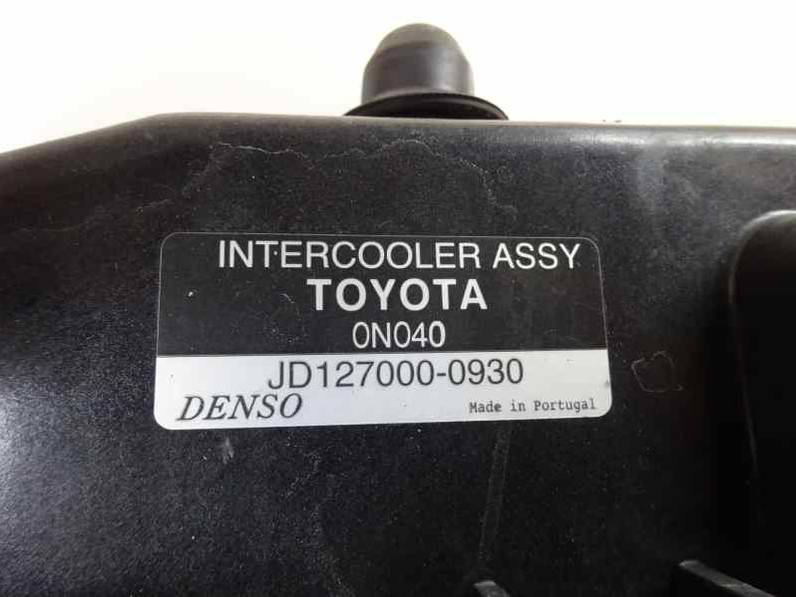 INTERCOOLER ASSY
TOYOTA
0N040
JD127000-0930
DENSO Made in Portugal